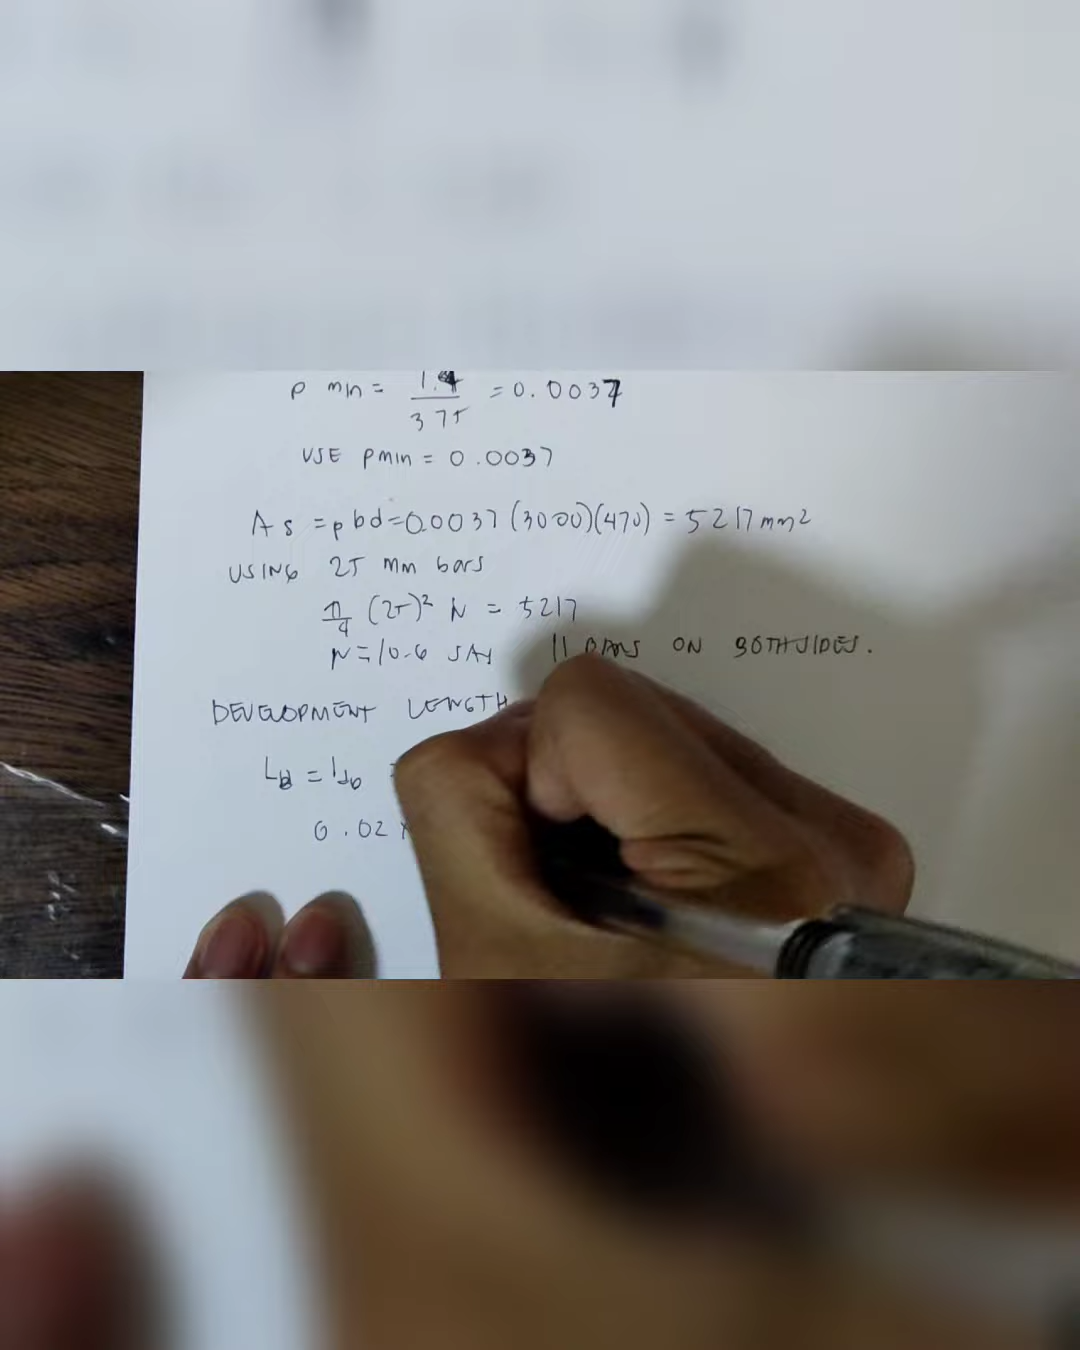 ρ min = 1.4 / 375 = 0.0037
USE ρmin = 0.0037
As = ρbd = 0.0037 (3000)(470) = 5217 mm²
USING 25 mm bars
π/4 (25)² N = 5217
N = 10.6 SAY 11 BARS ON BOTH SIDES.
DEVELOPMENT LENGTH
Ld = ldb
0.02